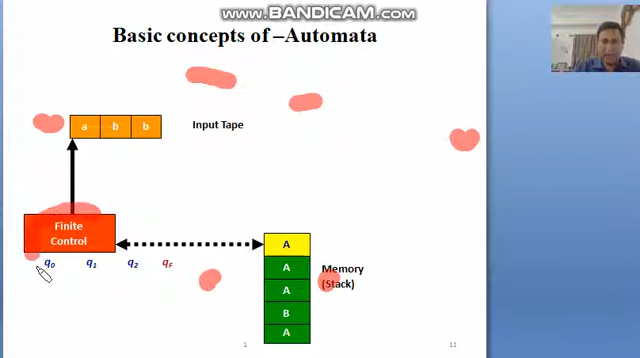 WWW.BANDICAM.COM
Basic concepts of –Automata
a b b
Input Tape
Finite
Control
q0 q1 q2 qF
A
A
A
B
A
Memory
(Stack)
1
11